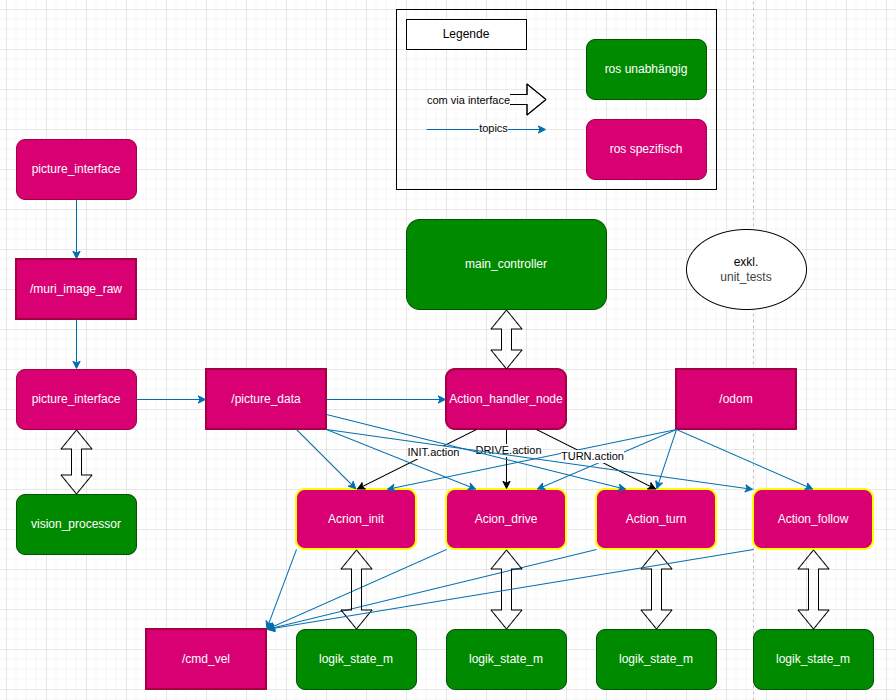 Legende
ros unabhängig
com via interface
topics
ros spezifisch
picture_interface
main_controller
exkl.
unit_tests
/muri_image_raw
picture_interface
/picture_data
Action_handler_node
/odom
INIT.action
DRIVE.action
TURN.action
vision_processor
Acrion_init
Acion_drive
Action_turn
Action_follow
/cmd_vel
logik_state_m
logik_state_m
logik_state_m
logik_state_m